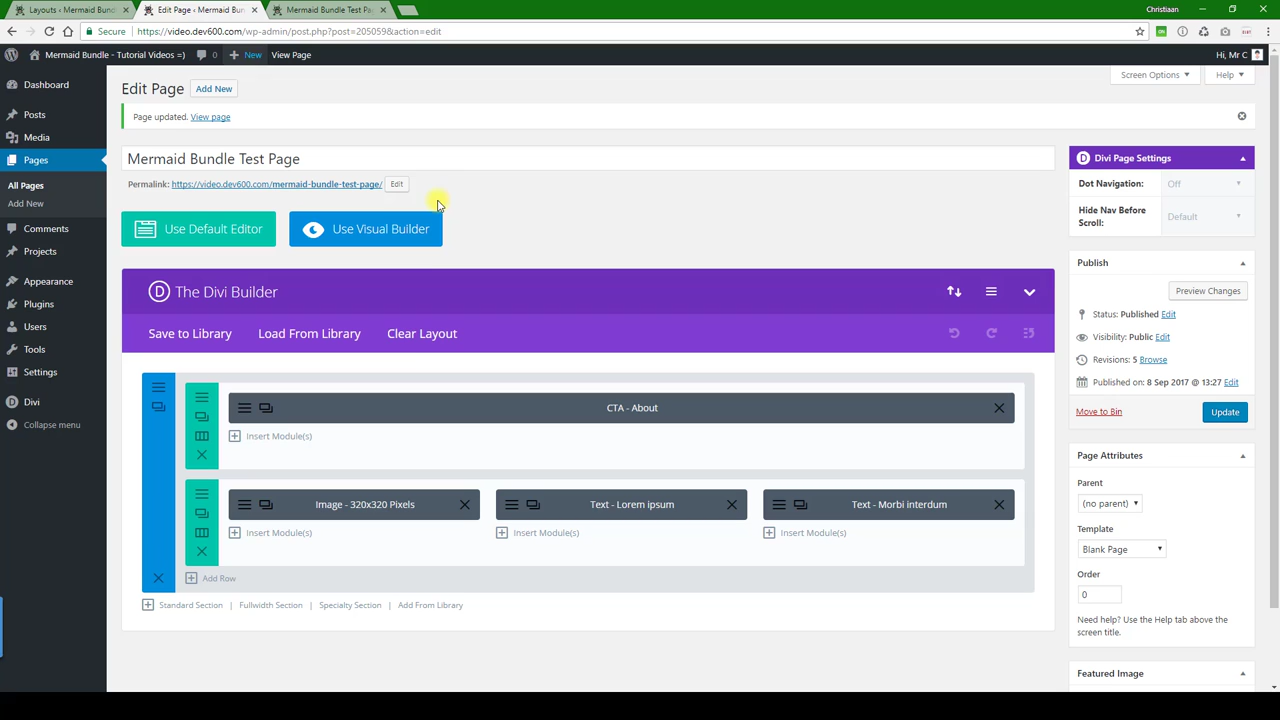 Layouts ‹ Mermaid Bund
Edit Page ‹ Mermaid Bun
Mermaid Bundle Test Pag
Christiaan
Secure
https://video.dev600.com/wp-admin/post.php?post=205059&action=edit
Mermaid Bundle - Tutorial Videos =)
0
New
View Page
Hi, Mr C
Dashboard
Posts
Media
Pages
All Pages
Add New
Comments
Projects
Appearance
Plugins
Users
Tools
Settings
Divi
Collapse menu
Screen Options
Help
Edit Page
Add New
Page updated. View page
Mermaid Bundle Test Page
Permalink: https://video.dev600.com/mermaid-bundle-test-page/ Edit
Use Default Editor
Use Visual Builder
D The Divi Builder
Save to Library
Load From Library
Clear Layout
CTA - About
Insert Module(s)
Image - 320x320 Pixels
Text - Lorem ipsum
Text - Morbi interdum
Insert Module(s)
Insert Module(s)
Insert Module(s)
Add Row
Standard Section | Fullwidth Section | Specialty Section | Add From Library
D Divi Page Settings
Dot Navigation:
Off
Hide Nav Before
Scroll:
Default
Publish
Preview Changes
Status: Published Edit
Visibility: Public Edit
Revisions: 5 Browse
Published on: 8 Sep 2017 @ 13:27 Edit
Move to Bin
Update
Page Attributes
Parent
(no parent)
Template
Blank Page
Order
0
Need help? Use the Help tab above the
screen title.
Featured Image